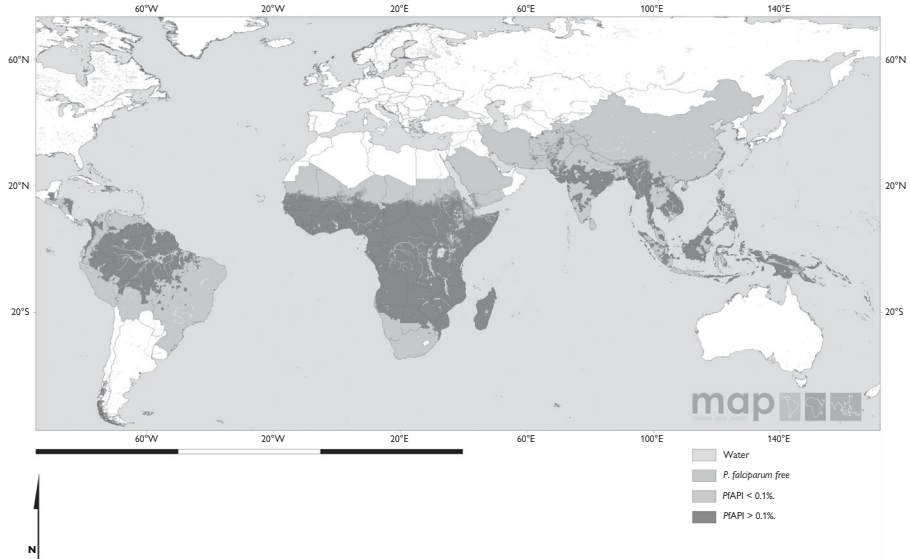 60°W 20°W 20°E 60°E 100°E 140°E
60°N 60°N
20°N 20°N
20°S 20°S
map
60°W 20°W 20°E 60°E 100°E 140°E
Water
P. falciparum free
PfAPI < 0.1%.
PfAPI > 0.1%.
N